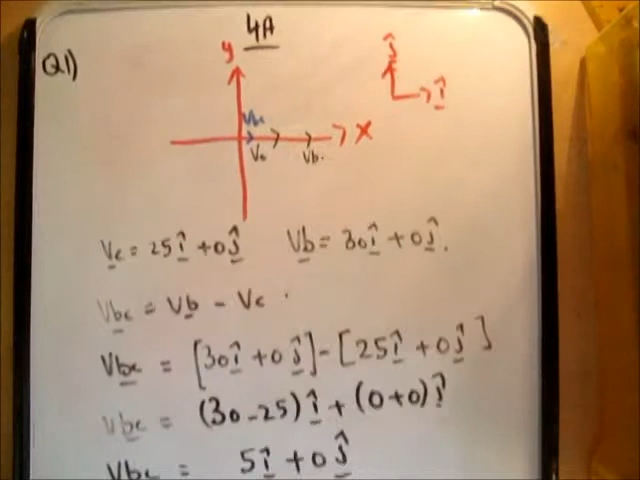 4A
Q1)
y
ĵ
î
Vbc
x
Vc
Vb
Vc = 25î + 0ĵ Vb = 30î + 0ĵ.
Vbc = Vb - Vc .
Vbc = [30î + 0ĵ] - [25î + 0ĵ]
Vbc = (30-25)î + (0+0)ĵ
Vbc = 5î + 0ĵ